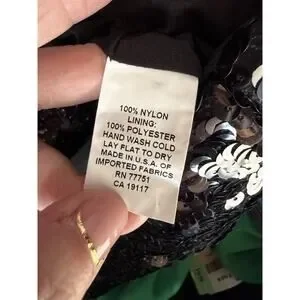 100% NYLON
LINING:
100% POLYESTER
HAND WASH COLD
LAY FLAT TO DRY
MADE IN U.S.A. OF
IMPORTED FABRICS
RN 77751
CA 19117